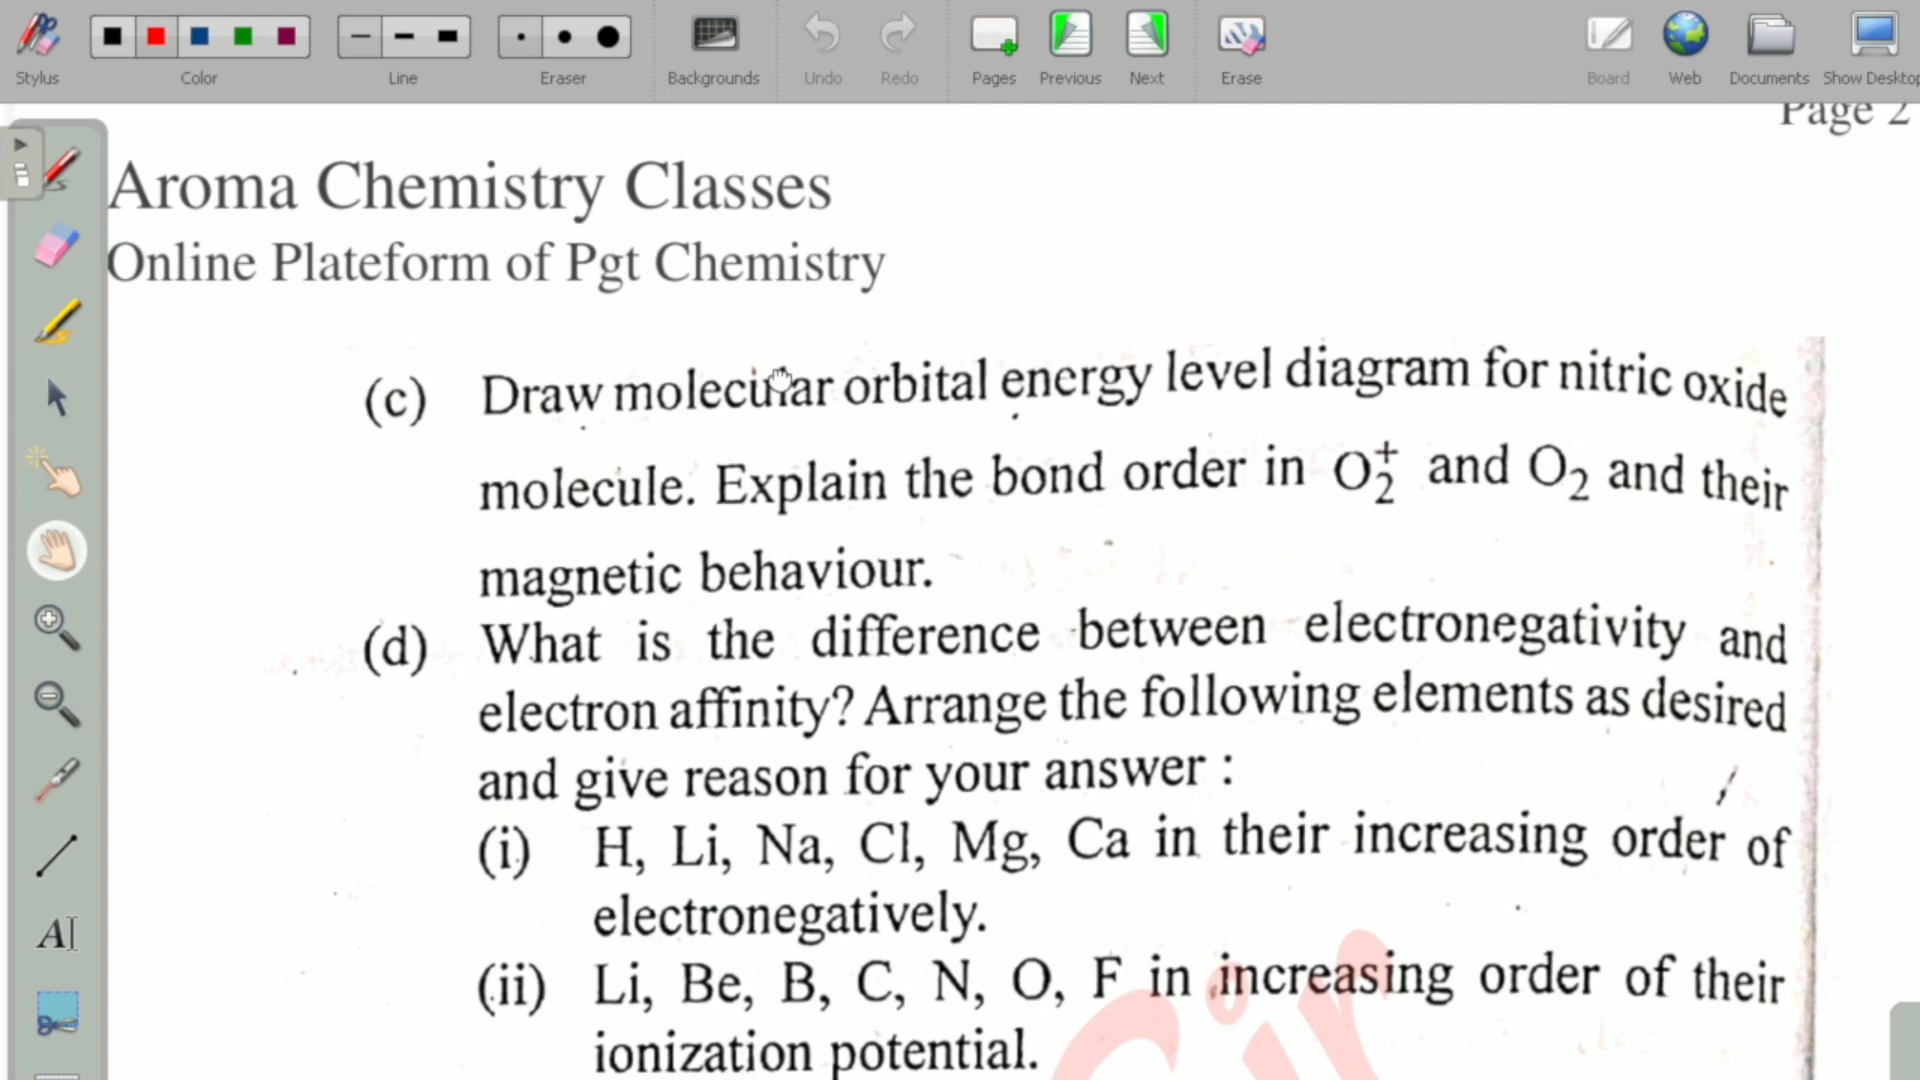 Stylus Color Line Eraser Backgrounds Undo Redo Pages Previous Next Erase Board Web Documents Show Desktop
Page 2
Aroma Chemistry Classes
Online Plateform of Pgt Chemistry
(c) Draw molecular orbital energy level diagram for nitric oxide
molecule. Explain the bond order in O₂⁺ and O₂ and their
magnetic behaviour.
(d) What is the difference between electronegativity and
electron affinity? Arrange the following elements as desired
and give reason for your answer :
(i) H, Li, Na, Cl, Mg, Ca in their increasing order of
electronegatively.
(ii) Li, Be, B, C, N, O, F in increasing order of their
ionization potential.
AI
Sir